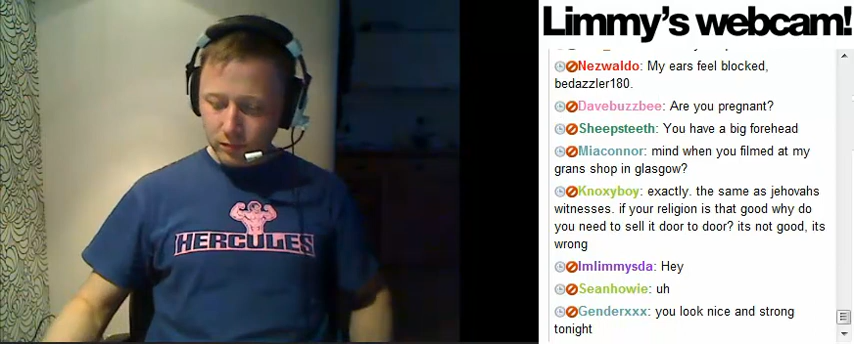 Limmy's webcam!
HERCULES
Nezwaldo: My ears feel blocked,
bedazzler180.
Davebuzzbee: Are you pregnant?
Sheepsteeth: You have a big forehead
Miaconnor: mind when you filmed at my
grans shop in glasgow?
Knoxyboy: exactly. the same as jehovahs
witnesses. if your religion is that good why do
you need to sell it door to door? its not good, its
wrong
Imlimmysda: Hey
Seanhowie: uh
Genderxxx: you look nice and strong
tonight